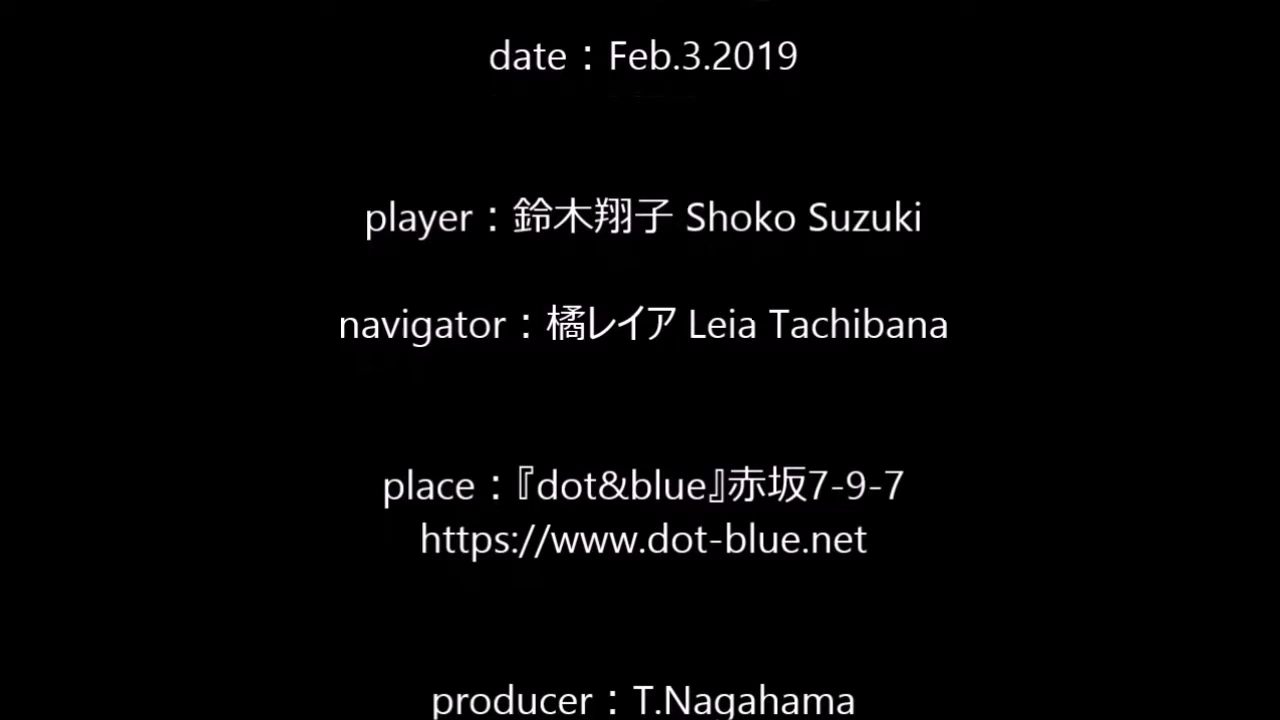 date：Feb.3.2019
player：鈴木翔子 Shoko Suzuki
navigator：橘レイア Leia Tachibana
place：『dot&blue』赤坂7-9-7
https://www.dot-blue.net
producer：T.Nagahama